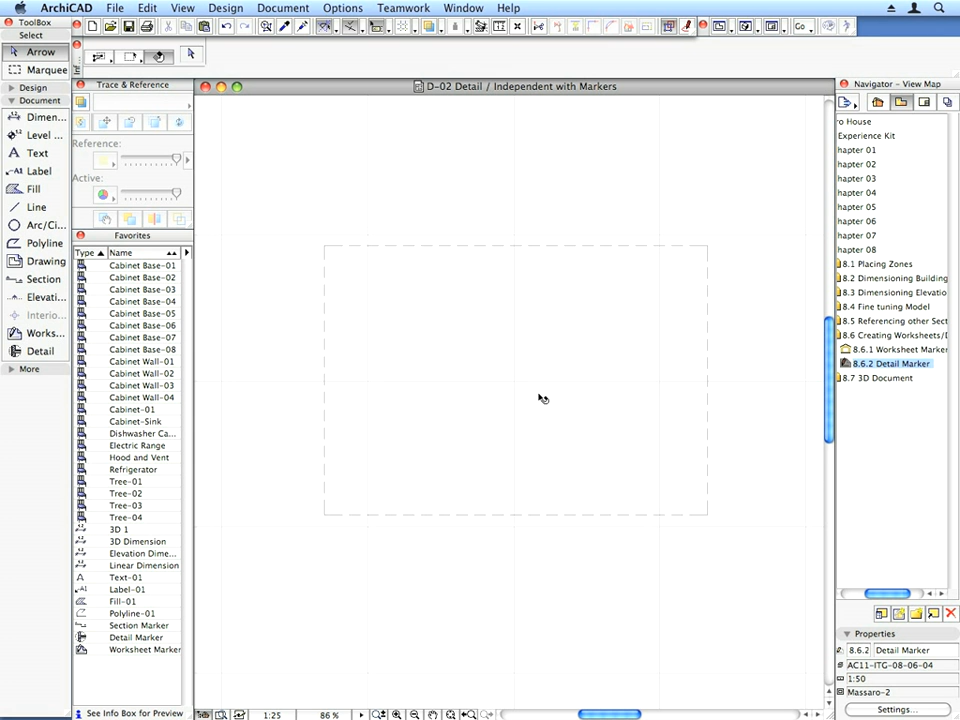 ArchiCAD File Edit View Design Document Options Teamwork Window Help
ToolBox
Select
Arrow
Marquee
Design
Document
Dimen...
Level ...
Text
Label
Fill
Line
Arc/Ci...
Polyline
Drawing
Section
Elevati...
Interio...
Works...
Detail
More
Trace & Reference
Reference:
Active:
Favorites
Type Name
Cabinet Base-01
Cabinet Base-02
Cabinet Base-03
Cabinet Base-04
Cabinet Base-05
Cabinet Base-06
Cabinet Base-07
Cabinet Base-08
Cabinet Wall-01
Cabinet Wall-02
Cabinet Wall-03
Cabinet Wall-04
Cabinet-01
Cabinet-Sink
Dishwasher Ca...
Electric Range
Hood and Vent
Refrigerator
Tree-01
Tree-02
Tree-03
Tree-04
3D 1
3D Dimension
Elevation Dime...
Linear Dimension
Text-01
Label-01
Fill-01
Polyline-01
Section Marker
Detail Marker
Worksheet Marker
See Info Box for Preview
D-02 Detail / Independent with Markers
1:25 86 %
Go...
Navigator - View Map
ro House
Experience Kit
hapter 01
hapter 02
hapter 03
hapter 04
hapter 05
hapter 06
hapter 07
hapter 08
8.1 Placing Zones
8.2 Dimensioning Building
8.3 Dimensioning Elevatio
8.4 Fine tuning Model
8.5 Referencing other Sect
8.6 Creating Worksheets/D
8.6.1 Worksheet Marker
8.6.2 Detail Marker
8.7 3D Document
Properties
8.6.2 Detail Marker
AC11-ITG-08-06-04
1:50
Massaro-2
Settings...